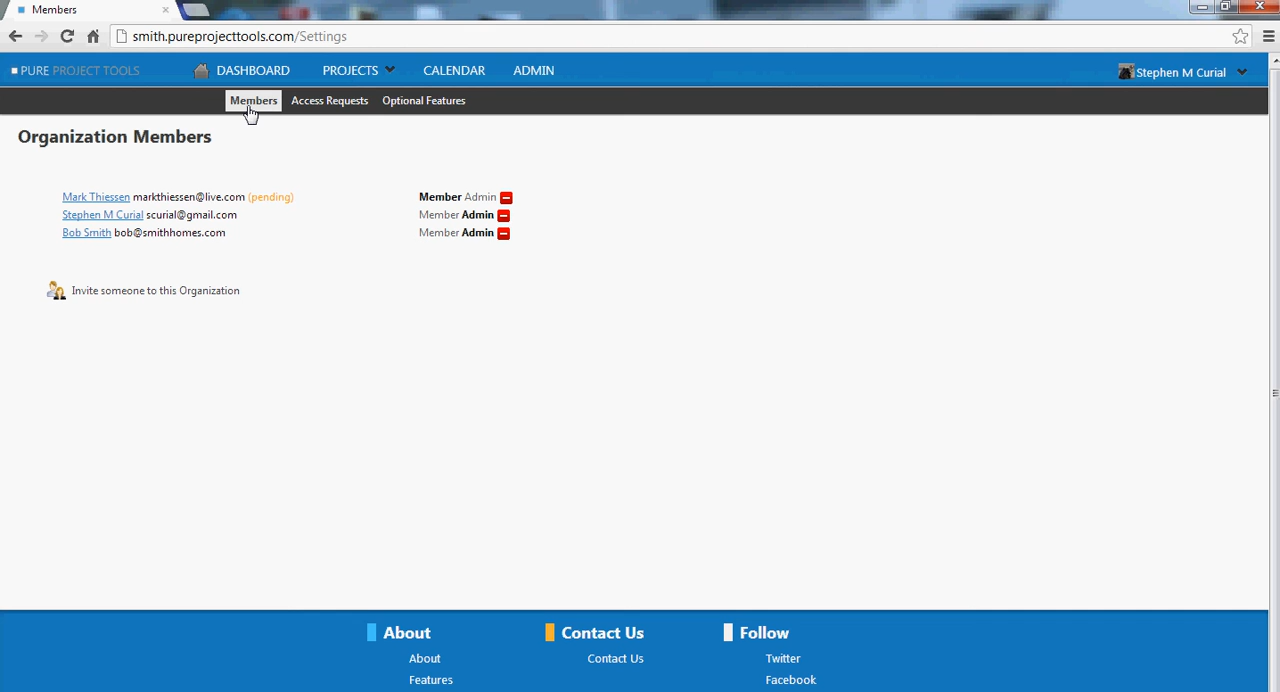 Members
smith.pureprojecttools.com/Settings
PURE PROJECT TOOLS DASHBOARD PROJECTS CALENDAR ADMIN Stephen M Curial
Members Access Requests Optional Features
Organization Members
Mark Thiessen markthiessen@live.com (pending) Member Admin
Stephen M Curial scurial@gmail.com Member Admin
Bob Smith bob@smithhomes.com Member Admin
Invite someone to this Organization
About Contact Us Follow
About Contact Us Twitter
Features Facebook